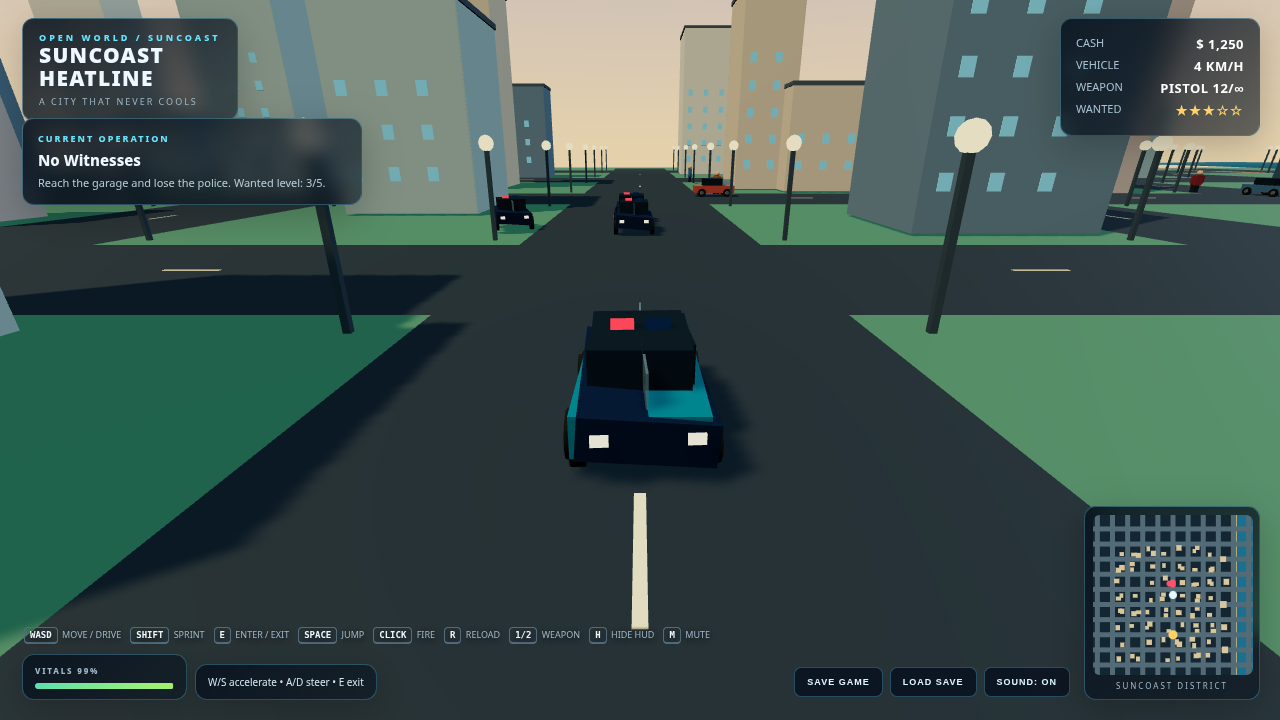 OPEN WORLD / SUNCOAST
SUNCOAST
HEATLINE
A CITY THAT NEVER COOLS
CURRENT OPERATION
No Witnesses
Reach the garage and lose the police. Wanted level: 3/5.
CASH $ 1,250
VEHICLE 4 KM/H
WEAPON PISTOL 12/∞
WANTED ★★★☆☆
WASD MOVE / DRIVE SHIFT SPRINT E ENTER / EXIT SPACE JUMP CLICK FIRE R RELOAD 1/2 WEAPON H HIDE HUD M MUTE
VITALS 99%
W/S accelerate • A/D steer • E exit
SAVE GAME LOAD SAVE SOUND: ON
SUNCOAST DISTRICT